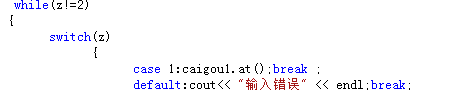 while(z!=2)
{
switch(z)
{
case 1:caigou1.at();break ;
default:cout<< "输入错误" << endl;break;